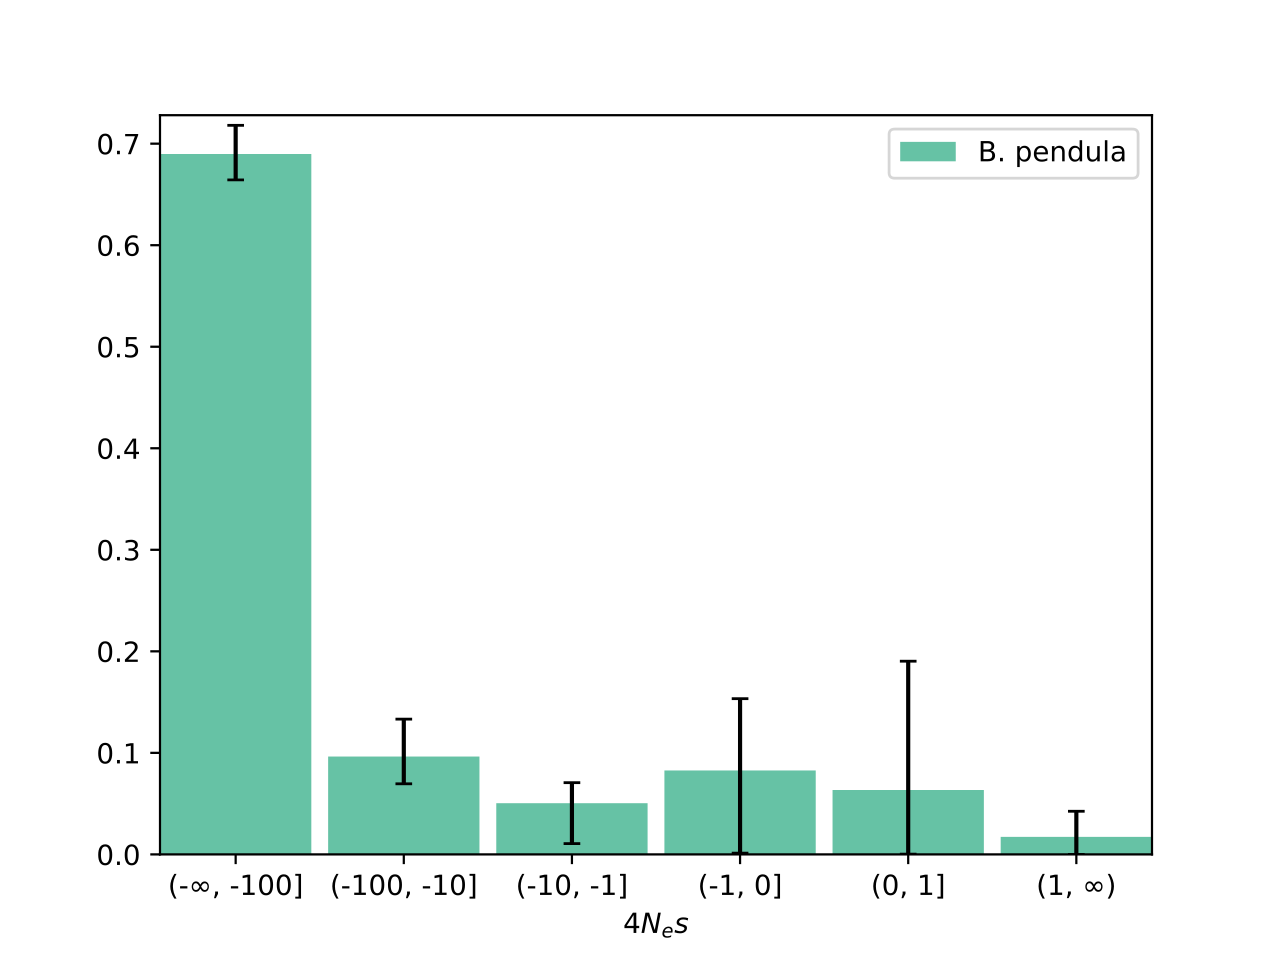 B. pendula
0.7
0.6
0.5
0.4
0.3
0.2
0.1
0.0
(-∞, -100] (-100, -10] (-10, -1] (-1, 0] (0, 1] (1, ∞)
4Nₑs